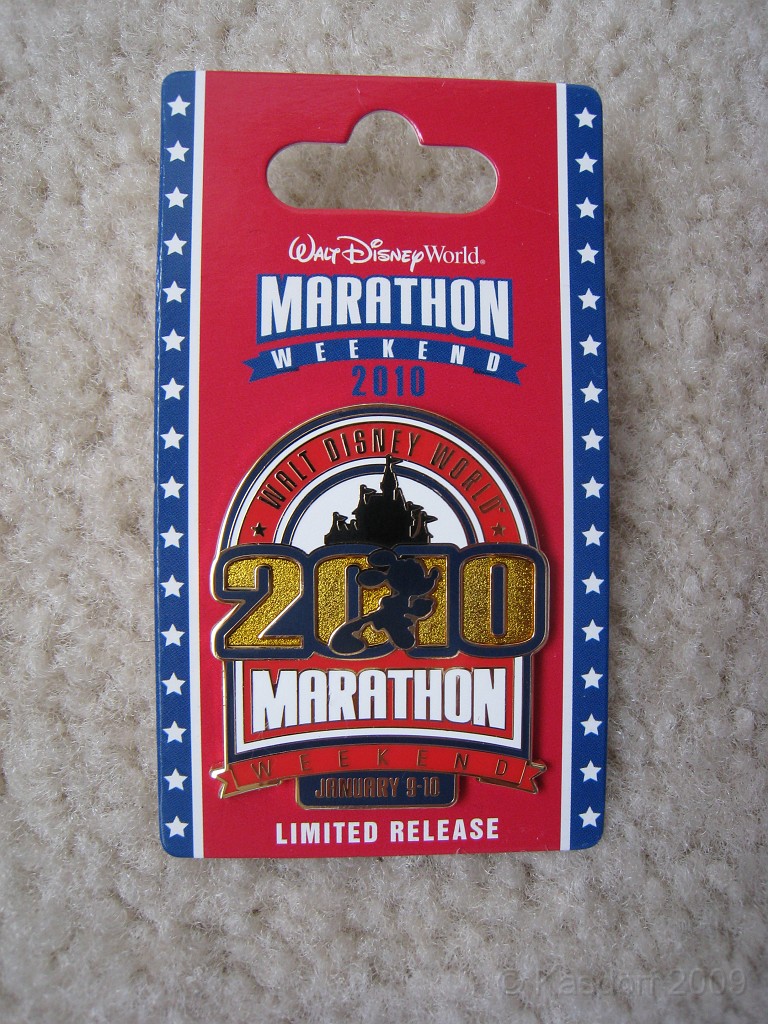 Walt Disney World®
MARATHON
WEEKEND
2010
WALT DISNEY WORLD
2010
MARATHON
WEEKEND
JANUARY 9-10
LIMITED RELEASE
© Kasdorf 2009